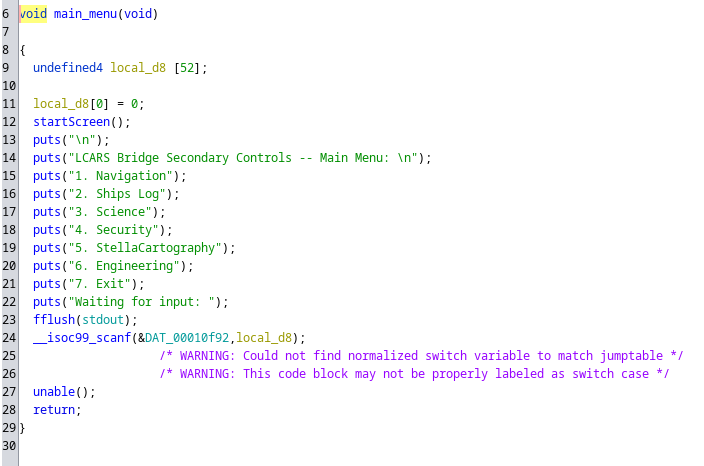 6 void main_menu(void)
7
8 {
9 undefined4 local_d8 [52];
10
11 local_d8[0] = 0;
12 startScreen();
13 puts("\n");
14 puts("LCARS Bridge Secondary Controls -- Main Menu: \n");
15 puts("1. Navigation");
16 puts("2. Ships Log");
17 puts("3. Science");
18 puts("4. Security");
19 puts("5. StellaCartography");
20 puts("6. Engineering");
21 puts("7. Exit");
22 puts("Waiting for input: ");
23 fflush(stdout);
24 __isoc99_scanf(&DAT_00010f92,local_d8);
25 /* WARNING: Could not find normalized switch variable to match jumptable */
26 /* WARNING: This code block may not be properly labeled as switch case */
27 unable();
28 return;
29 }
30